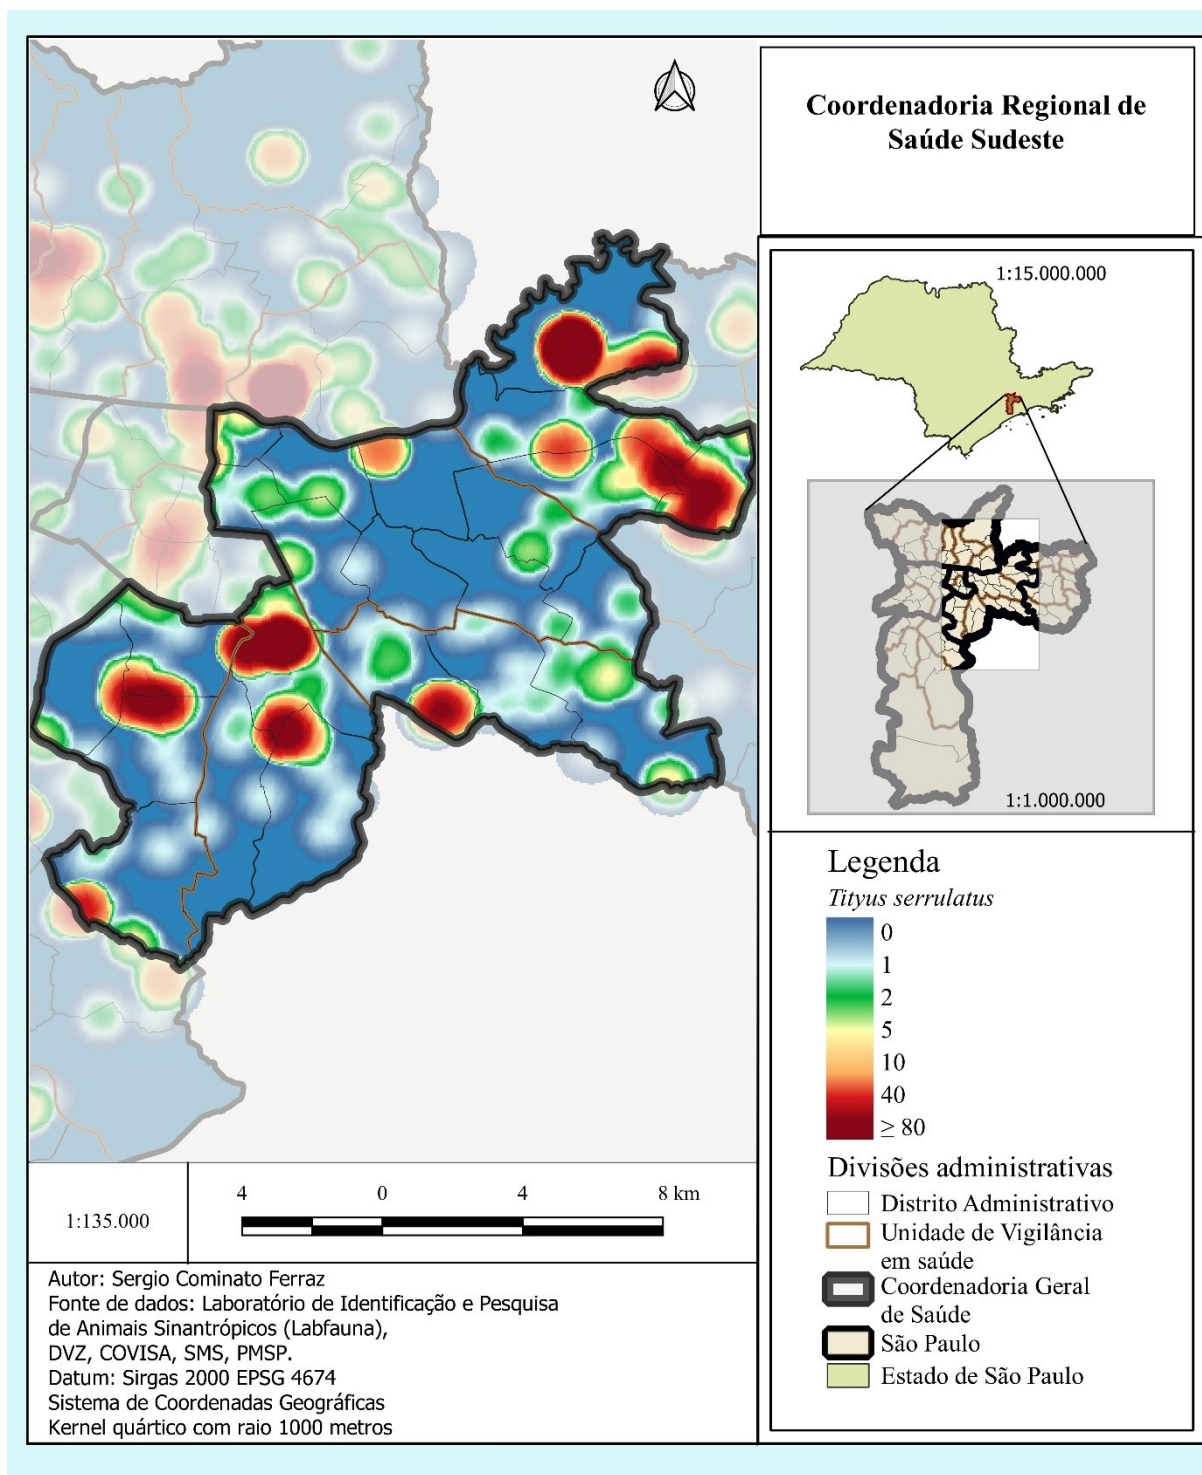 Coordenadoria Regional de
Saúde Sudeste
1:15.000.000
1:1.000.000
Legenda
Tityus serrulatus
0
1
2
5
10
40
≥ 80
Divisões administrativas
Distrito Administrativo
Unidade de Vigilância
em saúde
Coordenadoria Geral
de Saúde
São Paulo
Estado de São Paulo
1:135.000
4 0 4 8 km
Autor: Sergio Cominato Ferraz
Fonte de dados: Laboratório de Identificação e Pesquisa
de Animais Sinantrópicos (Labfauna),
DVZ, COVISA, SMS, PMSP.
Datum: Sirgas 2000 EPSG 4674
Sistema de Coordenadas Geográficas
Kernel quártico com raio 1000 metros